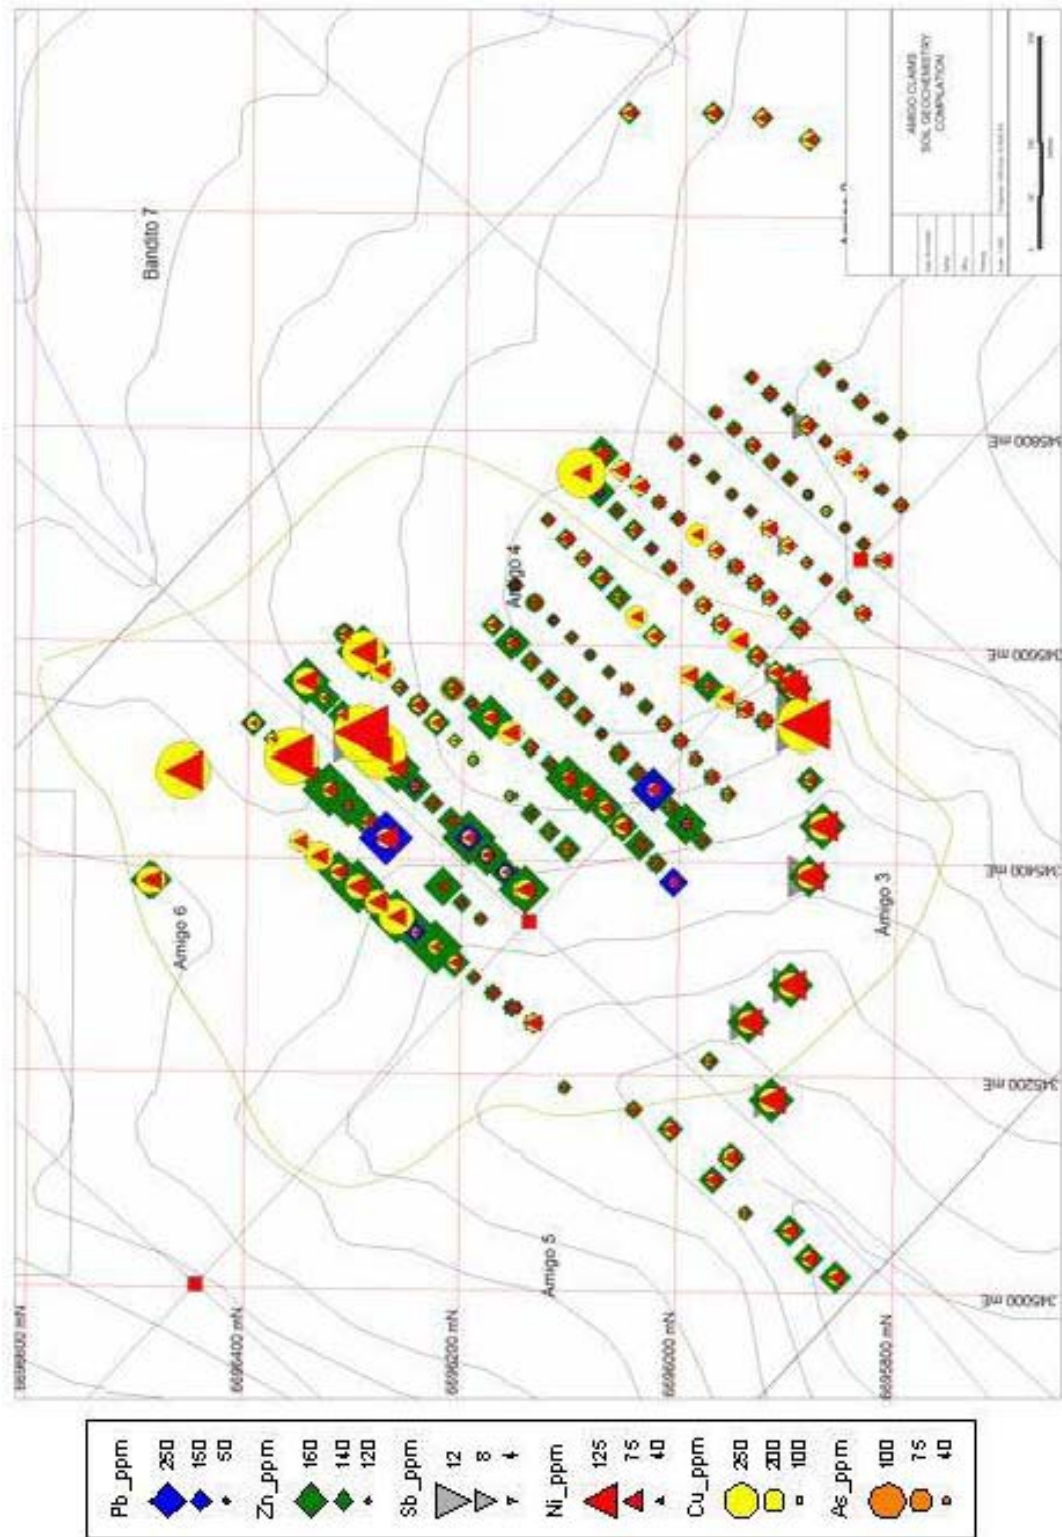 Pb_ppm
250
150
50
Zn_ppm
160
140
120
Sb_ppm
12
8
4
Ni_ppm
125
75
40
Cu_ppm
250
200
100
As_ppm
100
75
40
Bandito 7
Amigo 6
Amigo 4
Amigo 5
Amigo 3
6696600 mN
6696400 mN
6696200 mN
6696000 mN
6695800 mN
345800 mE
345600 mE
345400 mE
345200 mE
345000 mE
AMIGO CLAIMS
SOIL GEOCHEMISTRY
COMPILATION